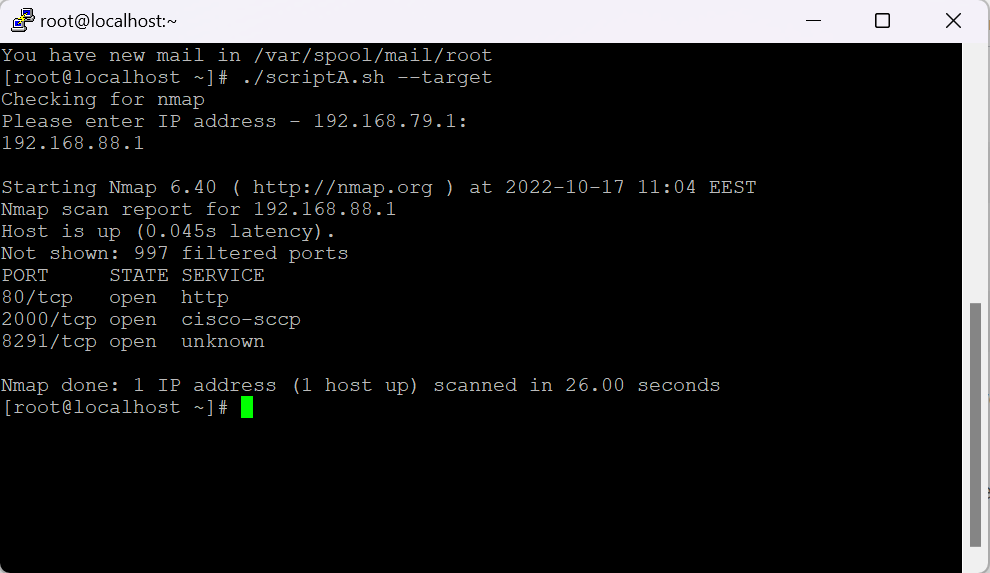 root@localhost:~
You have new mail in /var/spool/mail/root
[root@localhost ~]# ./scriptA.sh --target
Checking for nmap
Please enter IP address - 192.168.79.1:
192.168.88.1
Starting Nmap 6.40 ( http://nmap.org ) at 2022-10-17 11:04 EEST
Nmap scan report for 192.168.88.1
Host is up (0.045s latency).
Not shown: 997 filtered ports
PORT     STATE SERVICE
80/tcp   open  http
2000/tcp open  cisco-sccp
8291/tcp open  unknown
Nmap done: 1 IP address (1 host up) scanned in 26.00 seconds
[root@localhost ~]#